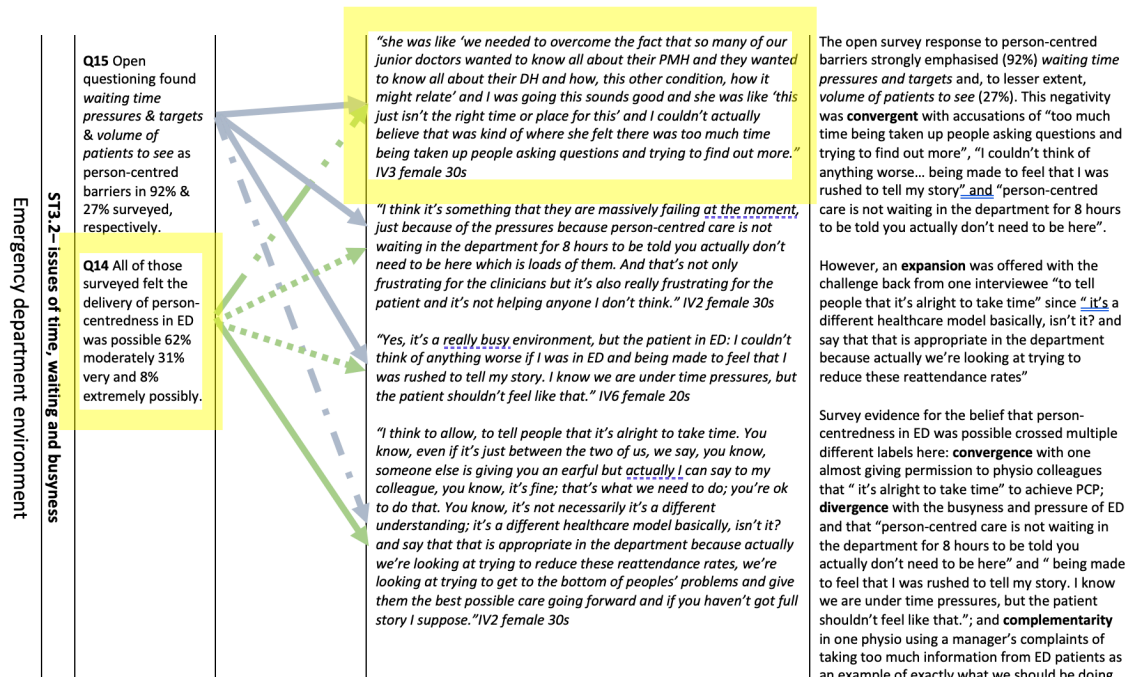 Emergency department environment
ST3.2– issues of time, waiting and busyness
Q15 Open
questioning found
waiting time
pressures & targets
& volume of
patients to see as
person-centred
barriers in 92% &
27% surveyed,
respectively.
Q14 All of those
surveyed felt the
delivery of person-
centredness in ED
was possible 62%
moderately 31%
very and 8%
extremely possibly.
“she was like ‘we needed to overcome the fact that so many of our
junior doctors wanted to know all about their PMH and they wanted
to know all about their DH and how, this other condition, how it
might relate’ and I was going this sounds good and she was like ‘this
just isn’t the right time or place for this’ and I couldn’t actually
believe that was kind of where she felt there was too much time
being taken up people asking questions and trying to find out more.”
IV3 female 30s
“I think it’s something that they are massively failing at the moment,
just because of the pressures because person-centred care is not
waiting in the department for 8 hours to be told you actually don’t
need to be here which is loads of them. And that’s not only
frustrating for the clinicians but it’s also really frustrating for the
patient and it’s not helping anyone I don’t think.” IV2 female 30s
“Yes, it’s a really busy environment, but the patient in ED: I couldn’t
think of anything worse if I was in ED and being made to feel that I
was rushed to tell my story. I know we are under time pressures, but
the patient shouldn’t feel like that.” IV6 female 20s
“I think to allow, to tell people that it’s alright to take time. You
know, even if it’s just between the two of us, we say, you know,
someone else is giving you an earful but actually I can say to my
colleague, you know, it’s fine; that’s what we need to do; you’re ok
to do that. You know, it’s not necessarily it’s a different
understanding; it’s a different healthcare model basically, isn’t it?
and say that that is appropriate in the department because actually
we’re looking at trying to reduce these reattendance rates, we’re
looking at trying to get to the bottom of peoples’ problems and give
them the best possible care going forward and if you haven’t got full
story I suppose.”IV2 female 30s
The open survey response to person-centred
barriers strongly emphasised (92%) waiting time
pressures and targets and, to lesser extent,
volume of patients to see (27%). This negativity
was convergent with accusations of “too much
time being taken up people asking questions and
trying to find out more”, “I couldn’t think of
anything worse… being made to feel that I was
rushed to tell my story” and “person-centred
care is not waiting in the department for 8 hours
to be told you actually don’t need to be here”.
However, an expansion was offered with the
challenge back from one interviewee “to tell
people that it’s alright to take time” since “ it’s a
different healthcare model basically, isn’t it? and
say that that is appropriate in the department
because actually we’re looking at trying to
reduce these reattendance rates”
Survey evidence for the belief that person-
centredness in ED was possible crossed multiple
different labels here: convergence with one
almost giving permission to physio colleagues
that “ it’s alright to take time” to achieve PCP;
divergence with the busyness and pressure of ED
and that “person-centred care is not waiting in
the department for 8 hours to be told you
actually don’t need to be here” and “ being made
to feel that I was rushed to tell my story. I know
we are under time pressures, but the patient
shouldn’t feel like that.”; and complementarity
in one physio using a manager’s complaints of
taking too much information from ED patients as
an example of exactly what we should be doing